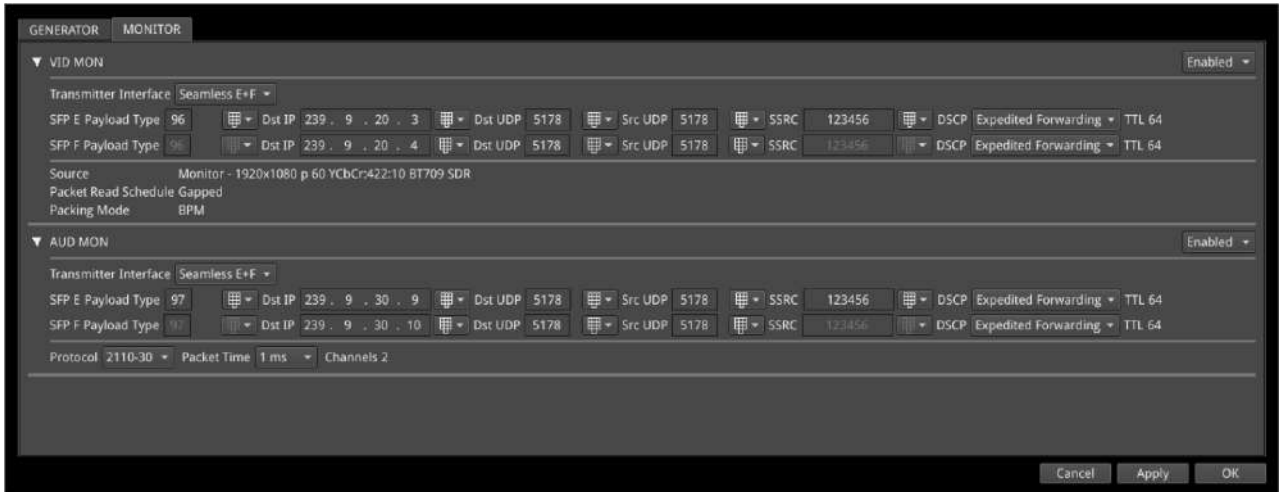 GENERATOR MONITOR
VID MON Enabled
Transmitter Interface Seamless E+F
SFP E Payload Type 96 Dst IP 239 . 9 . 20 . 3 Dst UDP 5178 Src UDP 5178 SSRC 123456 DSCP Expedited Forwarding TTL 64
SFP F Payload Type 96 Dst IP 239 . 9 . 20 . 4 Dst UDP 5178 Src UDP 5178 SSRC 123456 DSCP Expedited Forwarding TTL 64
Source Monitor - 1920x1080 p 60 YCbCr:422:10 BT709 SDR
Packet Read Schedule Gapped
Packing Mode BPM
AUD MON Enabled
Transmitter Interface Seamless E+F
SFP E Payload Type 97 Dst IP 239 . 9 . 30 . 9 Dst UDP 5178 Src UDP 5178 SSRC 123456 DSCP Expedited Forwarding TTL 64
SFP F Payload Type 97 Dst IP 239 . 9 . 30 . 10 Dst UDP 5178 Src UDP 5178 SSRC 123456 DSCP Expedited Forwarding TTL 64
Protocol 2110-30 Packet Time 1 ms Channels 2
Cancel Apply OK